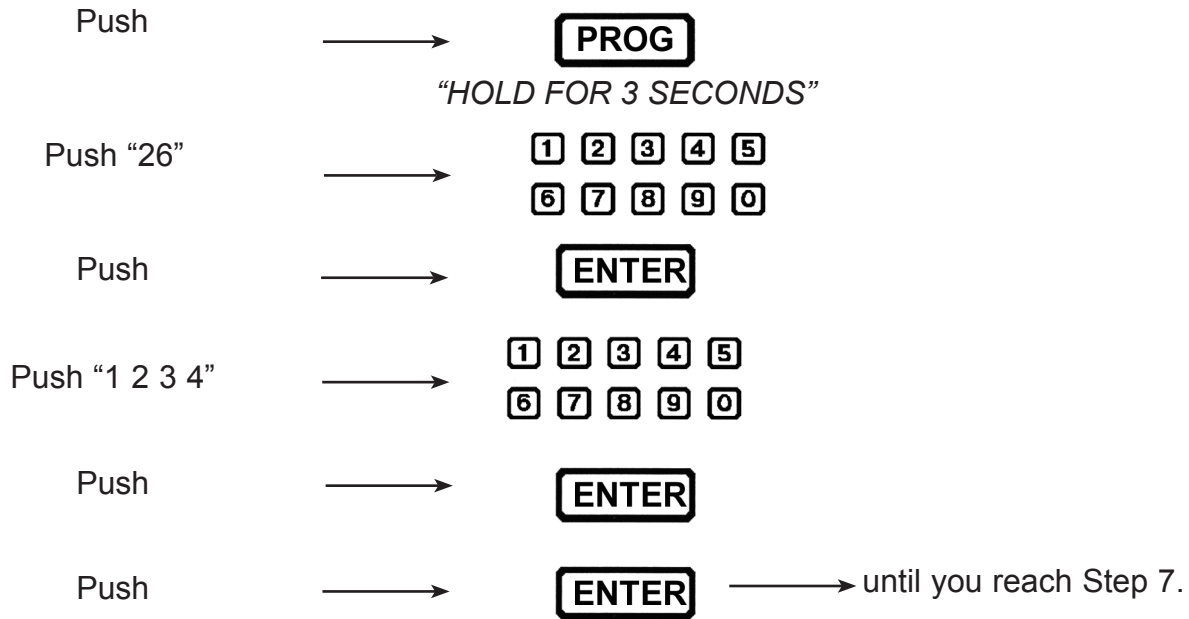 Push PROG
“HOLD FOR 3 SECONDS”
Push “26” 1 2 3 4 5
6 7 8 9 0
Push ENTER
Push “1 2 3 4” 1 2 3 4 5
6 7 8 9 0
Push ENTER
Push ENTER until you reach Step 7.